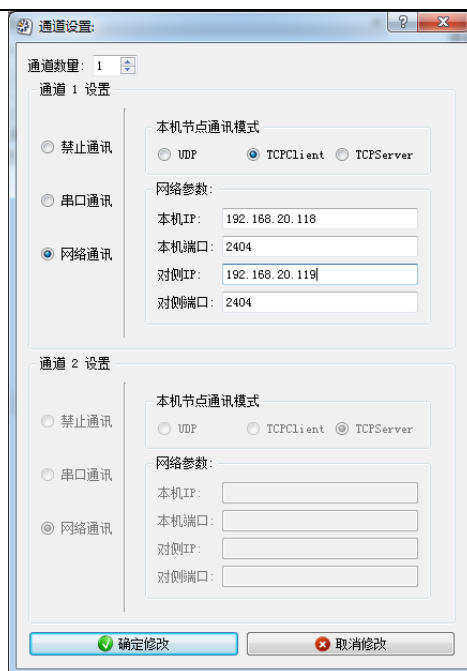 通道设置:
通道数量: 1
通道 1 设置
禁止通讯
串口通讯
网络通讯
本机节点通讯模式
UDP TCPClient TCPServer
网络参数:
本机IP: 192.168.20.118
本机端口: 2404
对侧IP: 192.168.20.119
对侧端口: 2404
通道 2 设置
禁止通讯
串口通讯
网络通讯
本机节点通讯模式
UDP TCPClient TCPServer
网络参数:
本机IP:
本机端口:
对侧IP:
对侧端口:
确定修改 取消修改